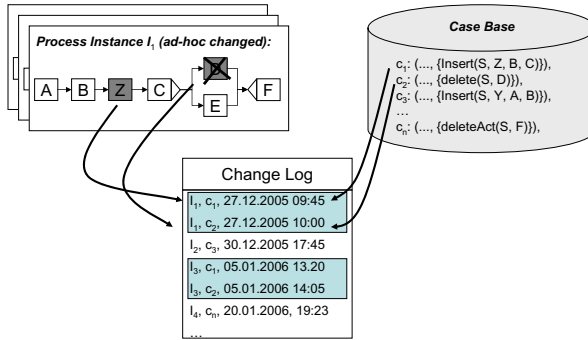 Process Instance I1 (ad-hoc changed):
A B Z C D E F
Case Base
c1: (..., {Insert(S, Z, B, C)}),
c2: (..., {delete(S, D)}),
c3: (..., {Insert(S, Y, A, B)}),
...
cn: (..., {deleteAct(S, F)}),
Change Log
I1, c1, 27.12.2005 09:45
I1, c2, 27.12.2005 10:00
I2, c3, 30.12.2005 17:45
I3, c1, 05.01.2006 13.20
I3, c2, 05.01.2006 14:05
I4, cn, 20.01.2006, 19:23
...